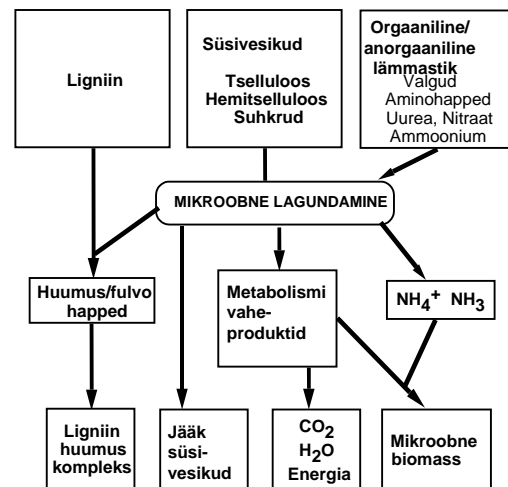 Ligniin
Süsivesikud
Tselluloos
Hemitselluloos
Suhkrud
Orgaaniline/
anorgaaniline
lämmastik
Valgud
Aminohapped
Uurea, Nitraat
Ammoonium
MIKROOBNE LAGUNDAMINE
Huumus/fulvo
happed
Metabolismi
vahe-
produktid
NH₄⁺ NH₃
Ligniin
huumus
kompleks
Jääk
süsi-
vesikud
CO₂
H₂O
Energia
Mikroobne
biomass